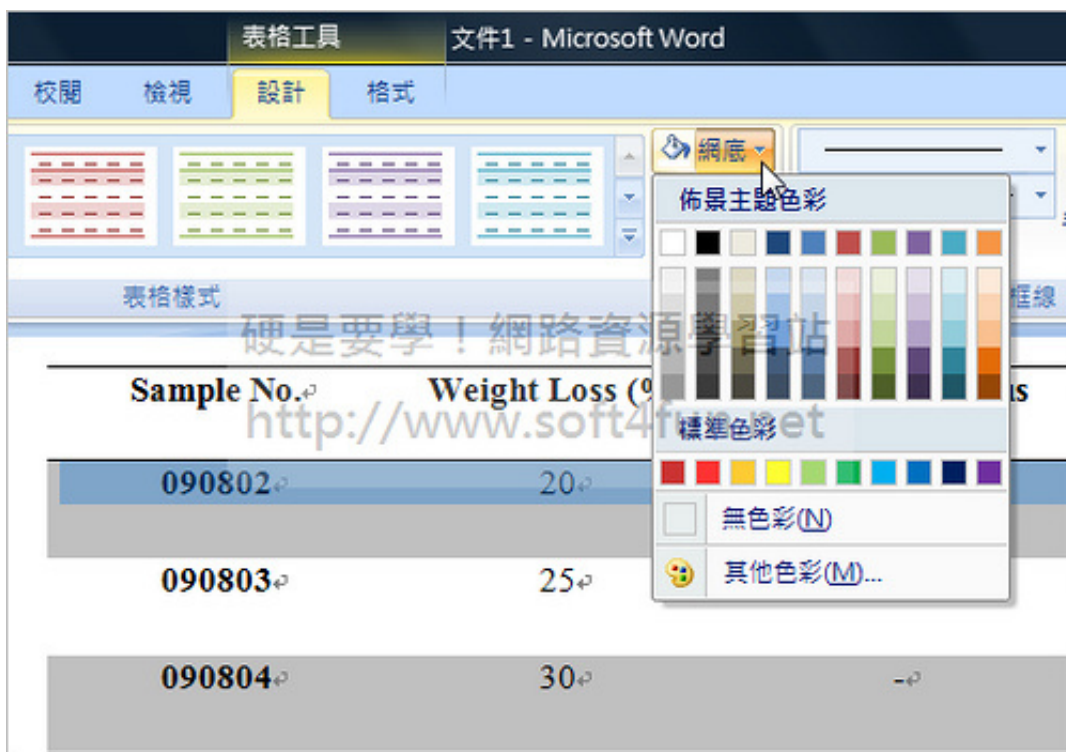 表格工具 文件1 - Microsoft Word
校閱 檢視 設計 格式
網底
佈景主題色彩
表格樣式 框線
硬是要學！網路資源學習站
Sample No. Weight Loss (%
http://www.soft4fun.net
標準色彩
090802 20
無色彩(N)
090803 25
其他色彩(M)...
090804 30 -